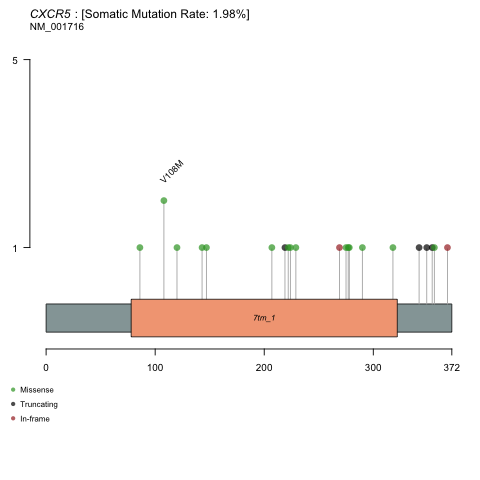 CXCR5 : [Somatic Mutation Rate: 1.98%]
NM_001716
5
V108M
1
7tm_1
0 100 200 300 372
Missense
Truncating
In-frame